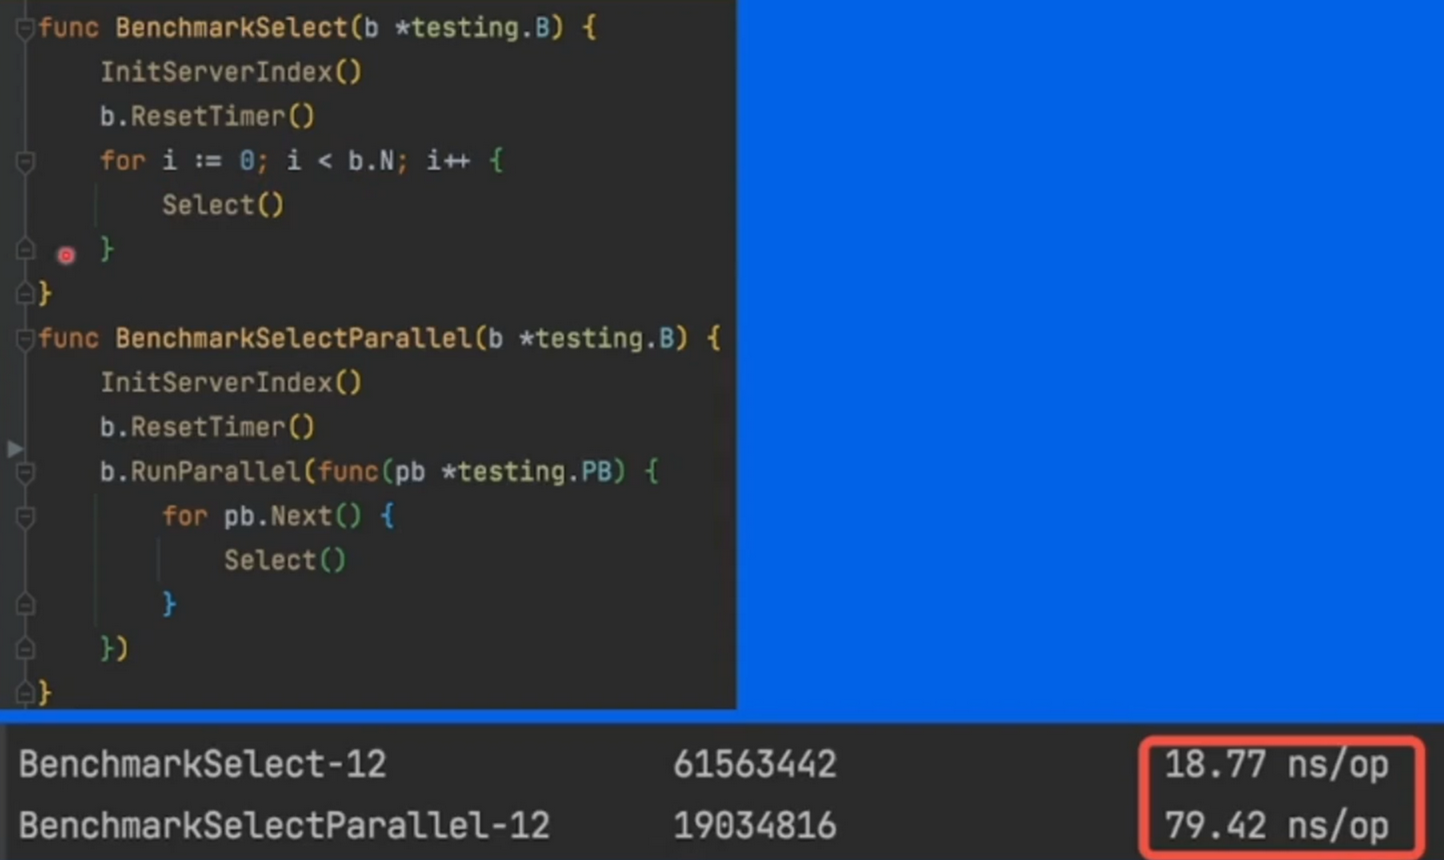 func BenchmarkSelect(b *testing.B) {
InitServerIndex()
b.ResetTimer()
for i := 0; i < b.N; i++ {
Select()
}
}
func BenchmarkSelectParallel(b *testing.B) {
InitServerIndex()
b.ResetTimer()
b.RunParallel(func(pb *testing.PB) {
for pb.Next() {
Select()
}
})
}
BenchmarkSelect-12 61563442 18.77 ns/op
BenchmarkSelectParallel-12 19034816 79.42 ns/op